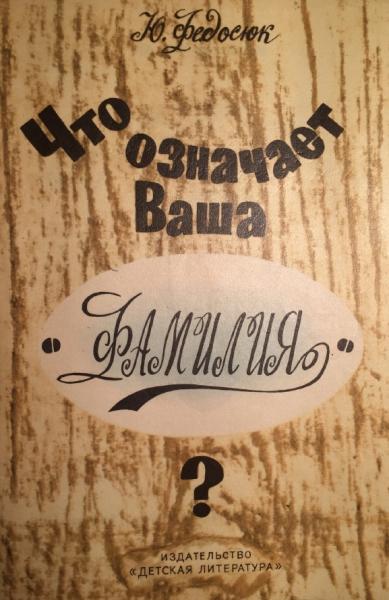 Ю. Федосюк
Что
означает
Ваша
ФАМИЛИЯ
?
ИЗДАТЕЛЬСТВО
«ДЕТСКАЯ ЛИТЕРАТУРА»